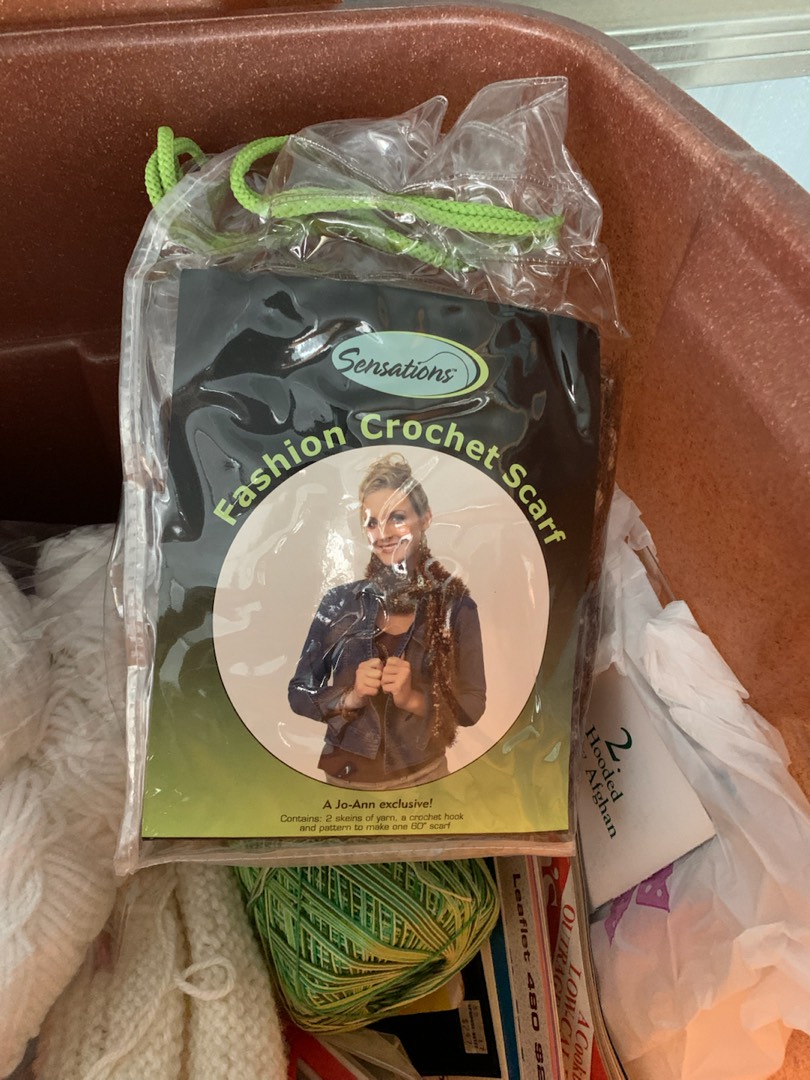 Sensations™
Fashion Crochet Scarf
A Jo-Ann exclusive!
Contains: 2 skeins of yarn, a crochet hook
and pattern to make one 60" scarf
2.
Hooded
Afghan
Leaflet 480